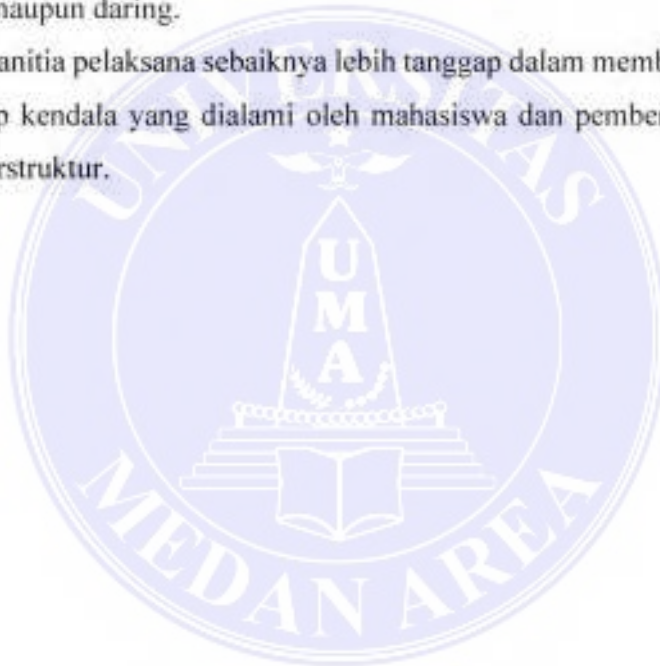 maupun daring.
anitia pelaksana sebaiknya lebih tanggap dalam memb
p kendala yang dialami oleh mahasiswa dan pember
rstruktur.
UNIVERSITAS
U
M
A
MEDAN AREA